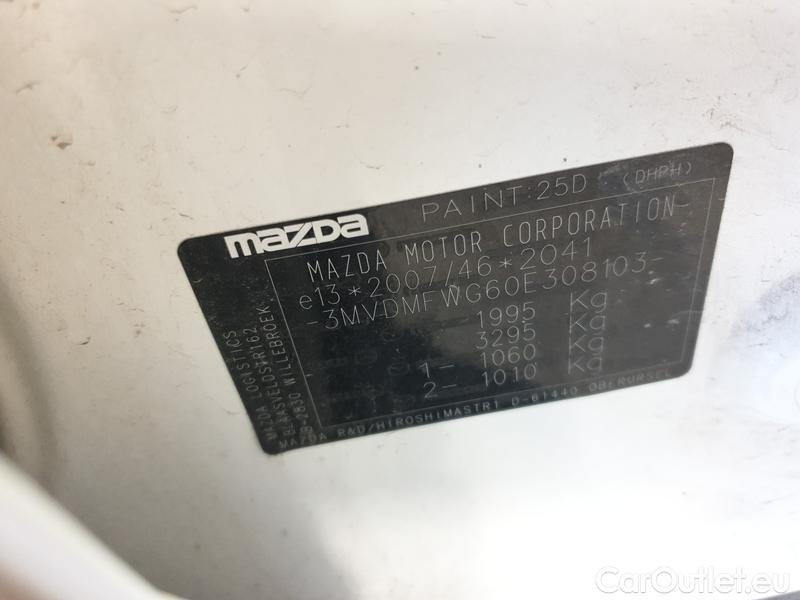 mazda PAINT:25D (DHPH)
MAZDA MOTOR CORPORATION
e13*2007/46*2041
-3MVDMFWG60E308103-
1995 Kg
3295 Kg
1- 1060 Kg
2- 1010 Kg
MAZDA LOGISTICS
BLAASVELDSTR162
B-2830 WILLEBROEK
MAZDA R&D/HIROSHIMASTR1 D-61440 OBERURSEL
CarOutlet.eu